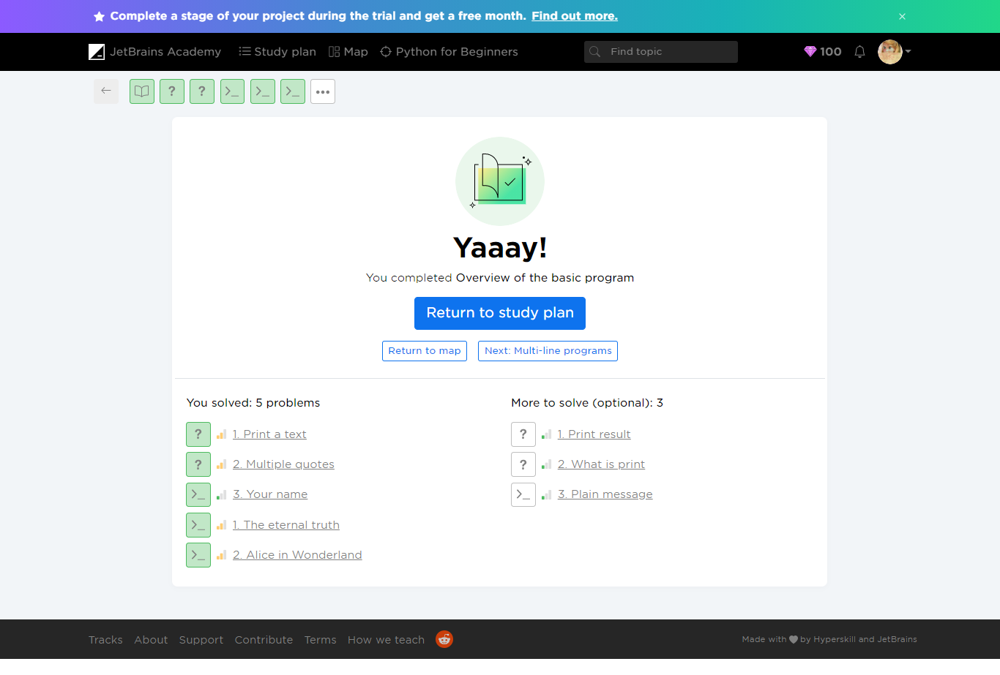 Complete a stage of your project during the trial and get a free month. Find out more.
JetBrains Academy Study plan Map Python for Beginners Find topic 100
? ? >_ >_ >_ •••
Yaaay!
You completed Overview of the basic program
Return to study plan
Return to map Next: Multi-line programs
You solved: 5 problems
? 1. Print a text
? 2. Multiple quotes
>_ 3. Your name
>_ 1. The eternal truth
>_ 2. Alice in Wonderland
More to solve (optional): 3
? 1. Print result
? 2. What is print
>_ 3. Plain message
Tracks About Support Contribute Terms How we teach
Made with by Hyperskill and JetBrains